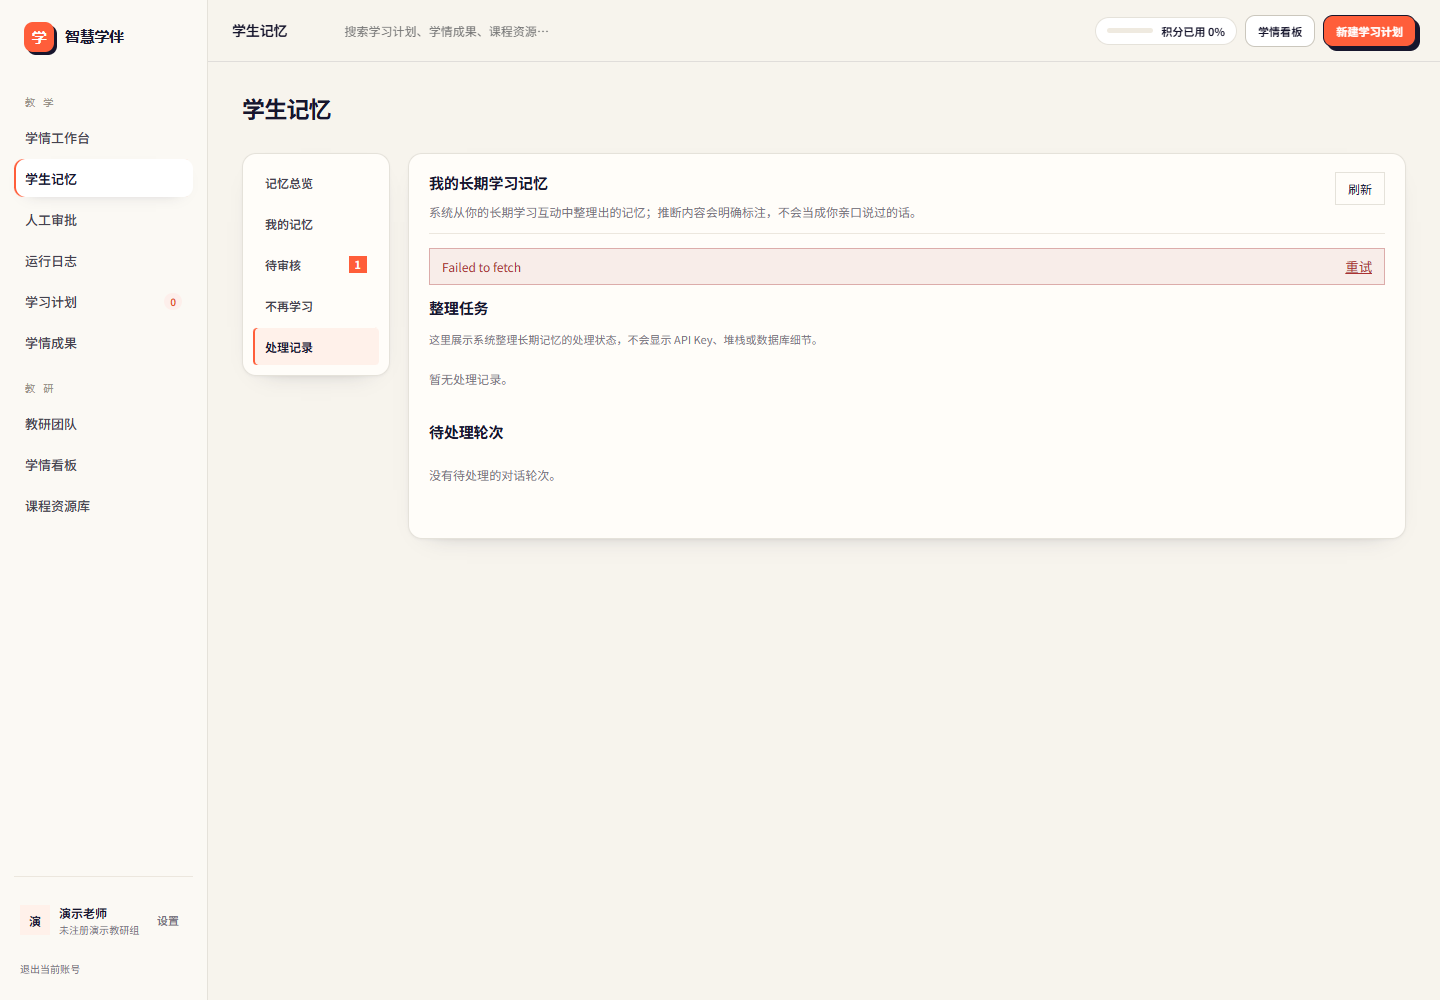 学 智慧学伴
教 学
学情工作台
学生记忆
人工审批
运行日志
学习计划 0
学情成果
教 研
教研团队
学情看板
课程资源库
演 演示老师 设置
未注册演示教研组
退出当前账号
学生记忆 搜索学习计划、学情成果、课程资源… 积分已用 0% 学情看板 新建学习计划
学生记忆
记忆总览
我的记忆
待审核 1
不再学习
处理记录
我的长期学习记忆 刷新
系统从你的长期学习互动中整理出的记忆；推断内容会明确标注，不会当成你亲口说过的话。
Failed to fetch 重试
整理任务
这里展示系统整理长期记忆的处理状态，不会显示 API Key、堆栈或数据库细节。
暂无处理记录。
待处理轮次
没有待处理的对话轮次。